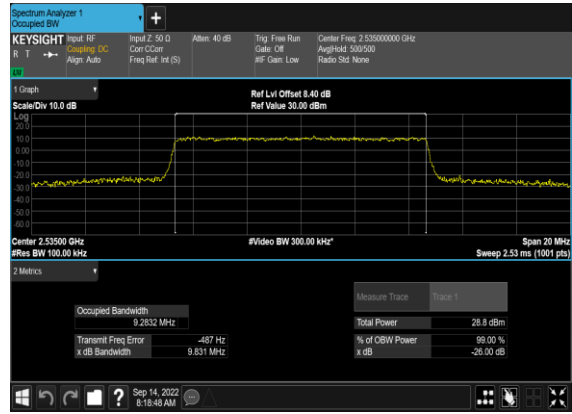 Spectrum Analyzer 1
Occupied BW
+
KEYSIGHT Input: RF Input Z: 50 Ω Atten: 40 dB Trig: Free Run Center Freq: 2.535000000 GHz
R T Coupling: DC Corr CCorr Gate: Off Avg|Hold: 500/500
Align: Auto Freq Ref: Int (S) #IF Gain: Low Radio Std: None
1 Graph
Ref Lvl Offset 8.40 dB
Scale/Div 10.0 dB Ref Value 30.00 dBm
Log
20.0
10.0
0.00
-10.0
-20.0
-30.0
-40.0
-50.0
-60.0
Center 2.53500 GHz #Video BW 300.00 kHz* Span 20 MHz
#Res BW 100.00 kHz Sweep 2.53 ms (1001 pts)
2 Metrics
Measure Trace Trace 1
Occupied Bandwidth
9.2832 MHz Total Power 28.8 dBm
Transmit Freq Error -487 Hz % of OBW Power 99.00 %
x dB Bandwidth 9.831 MHz x dB -26.00 dB
? Sep 14, 2022
8:18:48 AM